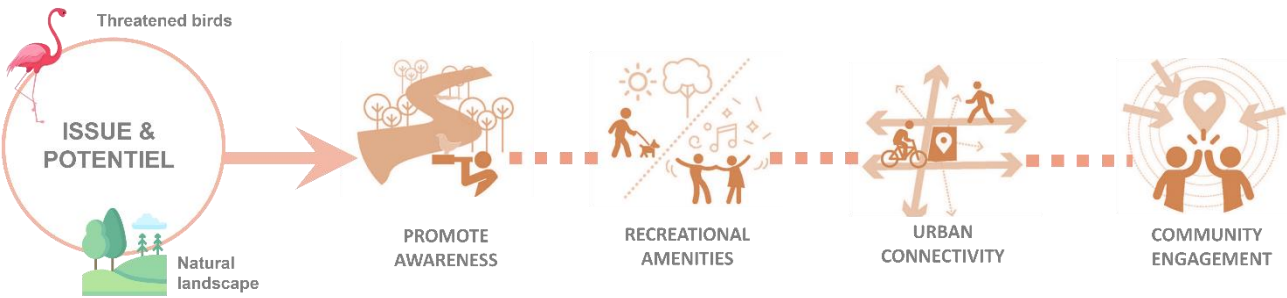 Threatened birds
ISSUE &
POTENTIEL
Natural
landscape
PROMOTE
AWARENESS
RECREATIONAL
AMENITIES
URBAN
CONNECTIVITY
COMMUNITY
ENGAGEMENT